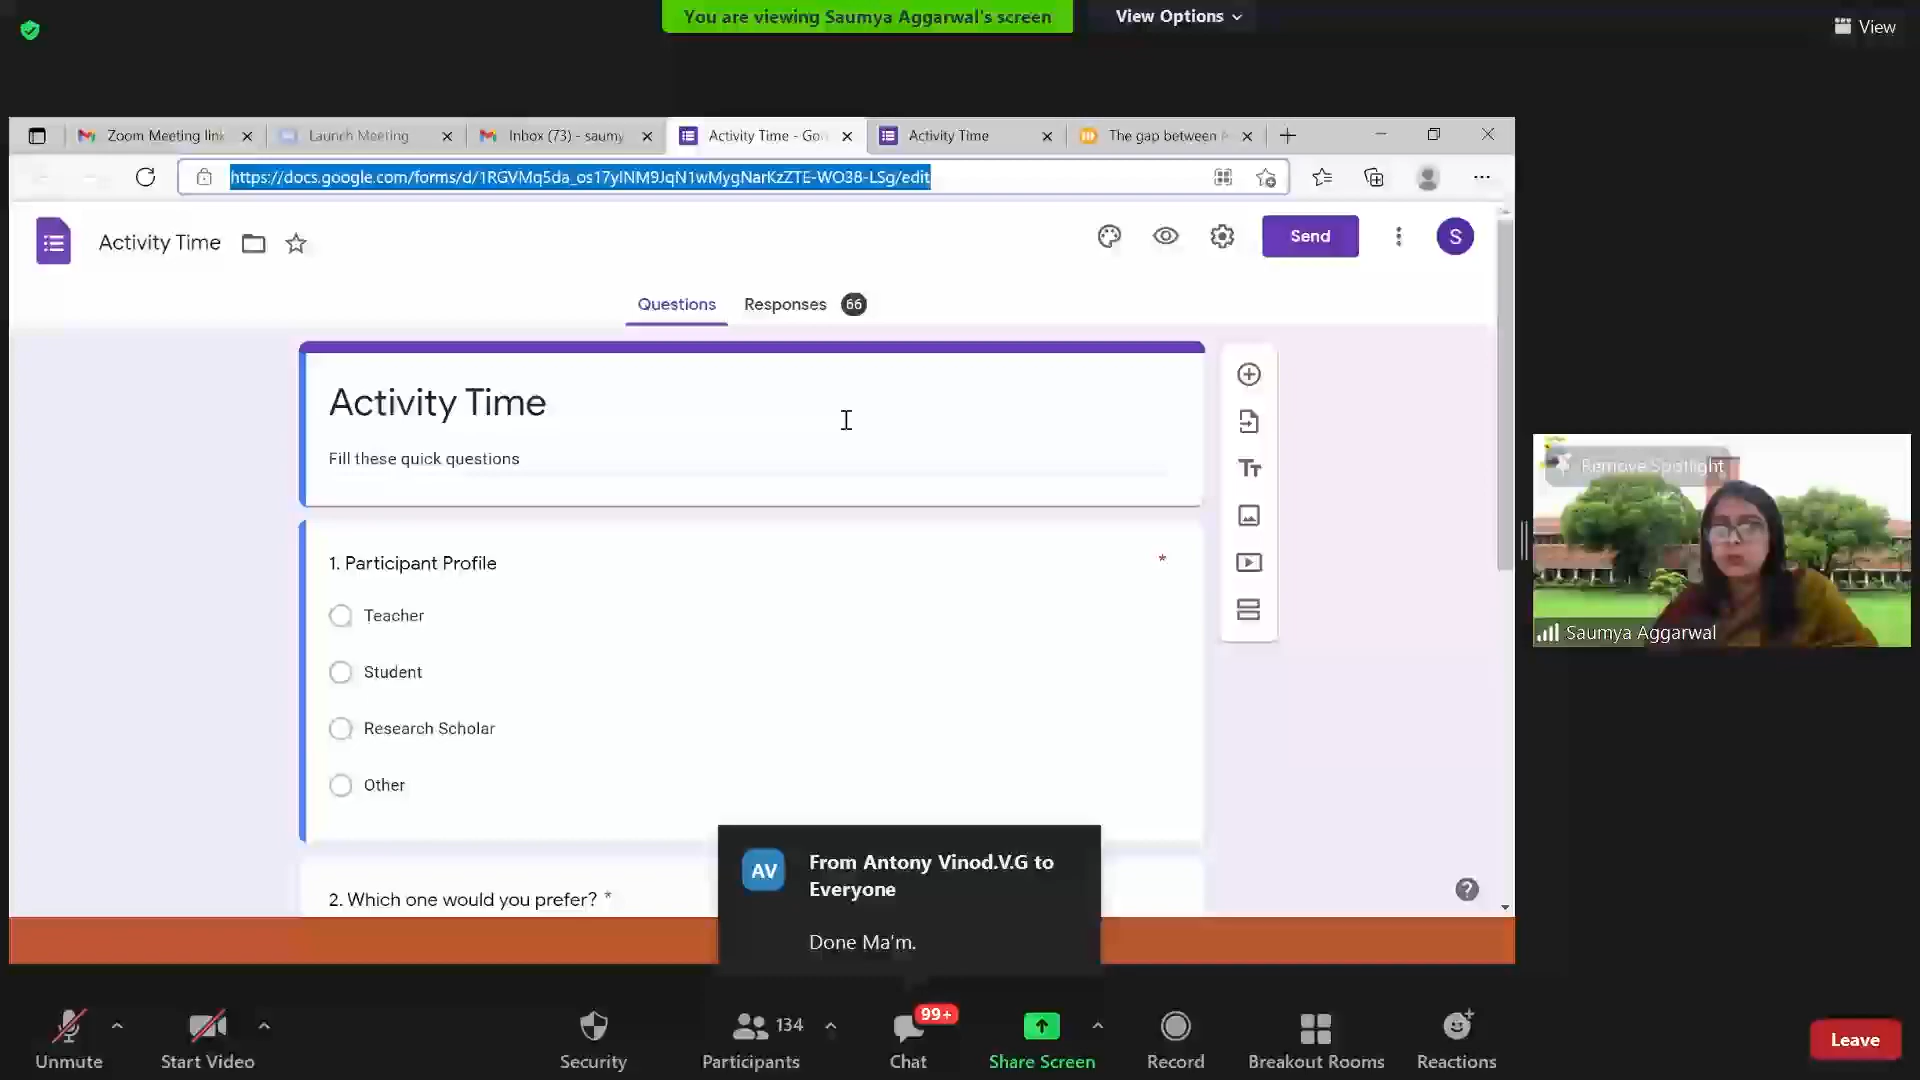 You are viewing Saumya Aggarwal's screen
View Options
View
Zoom Meeting link
Launch Meeting
Inbox (73) - saumy
Activity Time - Go
Activity Time
The gap between
https://docs.google.com/forms/d/1RGVMq5da_os17ylNM9JqN1wMygNarKzZTE-WO38-LSg/edit
Activity Time
Send
S
Questions
Responses
66
Activity Time
Fill these quick questions
1. Participant Profile
*
Teacher
Student
Research Scholar
Other
2. Which one would you prefer? *
AV
From Antony Vinod.V.G to
Everyone
Done Ma'm.
Remove Spotlight
Saumya Aggarwal
Unmute
Start Video
Security
134
Participants
99+
Chat
Share Screen
Record
Breakout Rooms
Reactions
Leave